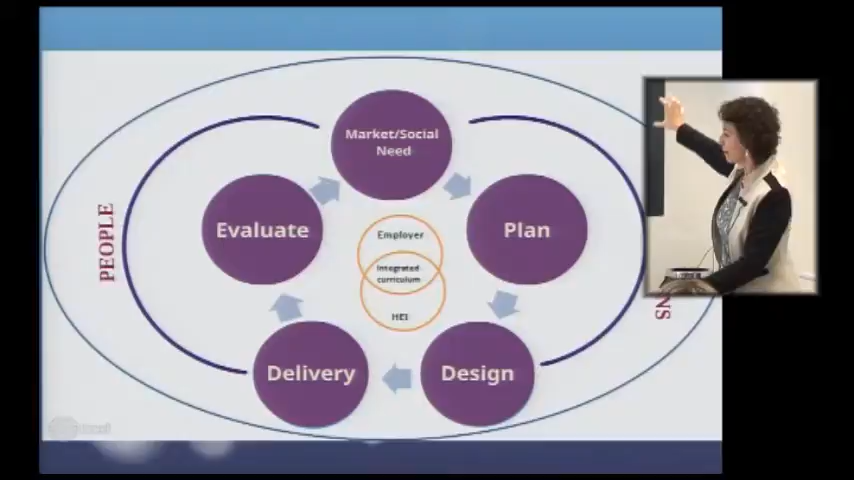 Market/Social
Need
Evaluate
Plan
Employer
Integrated
curriculum
HEI
PEOPLE
Delivery
Design